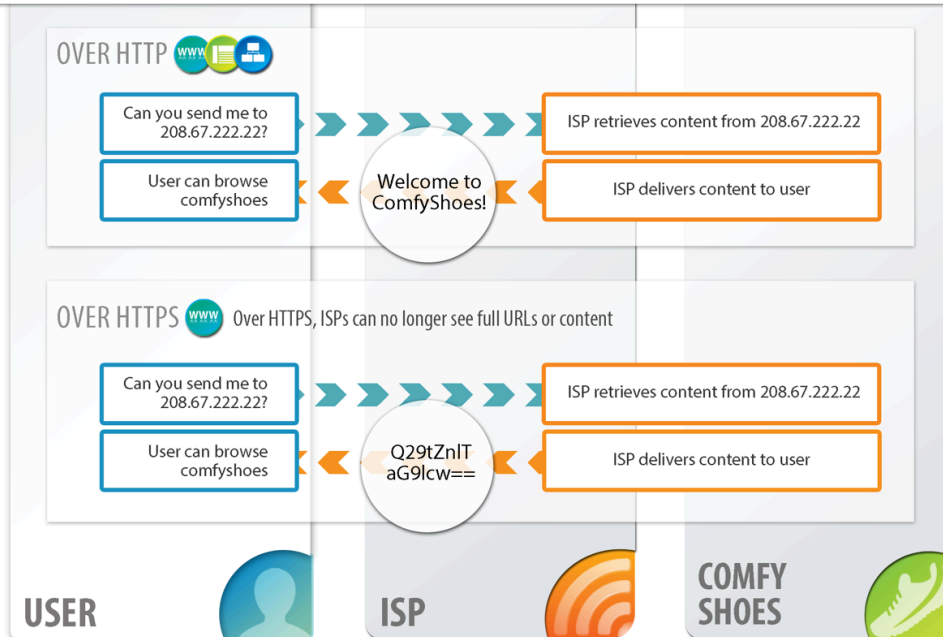 OVER HTTP
www
Can you send me to
208.67.222.22?
ISP retrieves content from 208.67.222.22
User can browse
comfyshoes
Welcome to
ComfyShoes!
ISP delivers content to user
OVER HTTPS
www
Over HTTPS, ISPs can no longer see full URLs or content
Can you send me to
208.67.222.22?
ISP retrieves content from 208.67.222.22
User can browse
comfyshoes
Q29tZnlT
aG9lcw==
ISP delivers content to user
USER
ISP
COMFY
SHOES